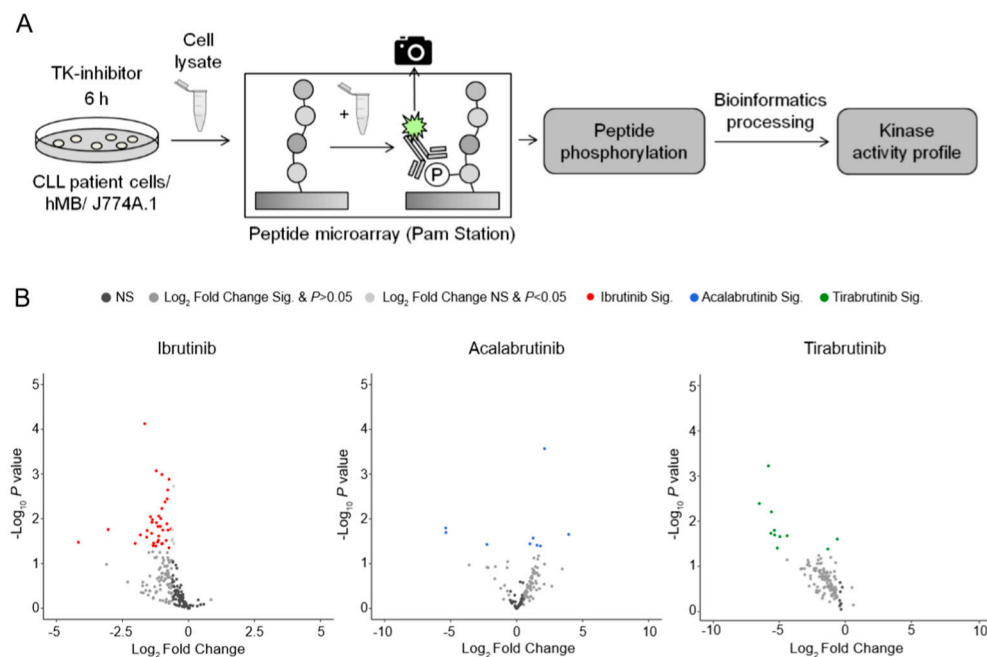 A
TK-inhibitor
6 h
CLL patient cells/
hMB/ J774A.1
Cell
lysate
+
P
Peptide microarray (Pam Station)
Peptide
phosphorylation
Bioinformatics
processing
Kinase
activity profile
B
NS Log₂ Fold Change Sig. & P>0.05 Log₂ Fold Change NS & P<0.05 Ibrutinib Sig. Acalabrutinib Sig. Tirabrutinib Sig.
Ibrutinib
-Log₁₀ P value
5
4
3
2
1
0
-5 -2.5 0 2.5 5
Log₂ Fold Change
Acalabrutinib
-Log₁₀ P value
5
4
3
2
1
0
-10 -5 0 5 10
Log₂ Fold Change
Tirabrutinib
-Log₁₀ P value
5
4
3
2
1
0
-10 -5 0 5 10
Log₂ Fold Change